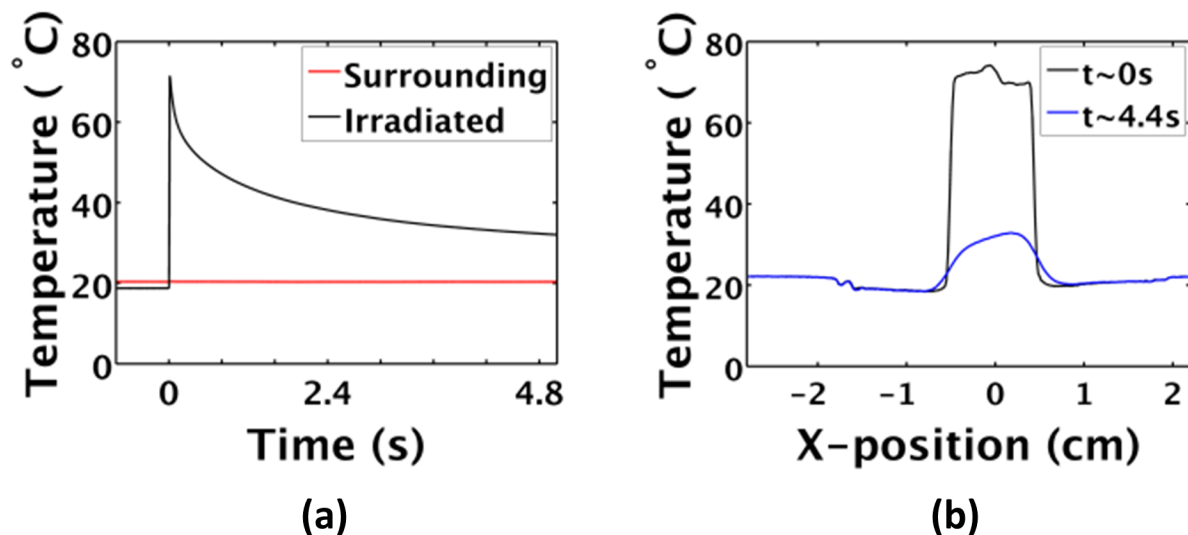 Temperature ( °C)
80
60
40
20
0
Surrounding
Irradiated
0
2.4
4.8
Time (s)
(a)
Temperature ( °C)
80
60
40
20
0
t~0s
t~4.4s
-2
-1
0
1
2
X-position (cm)
(b)